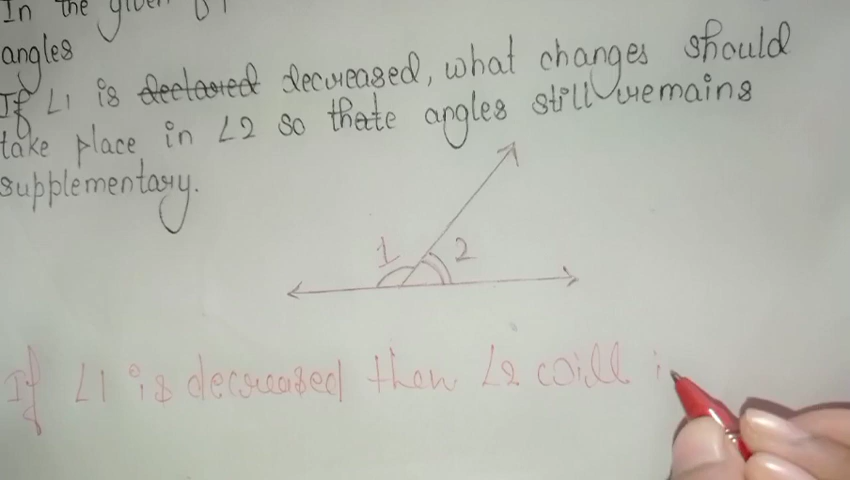 In the given
angles
If ∠1 is declared decreased, what changes should
take place in ∠2 so thate angles still remains
supplementary.
1 2
If ∠1 is decreased then ∠2 will i